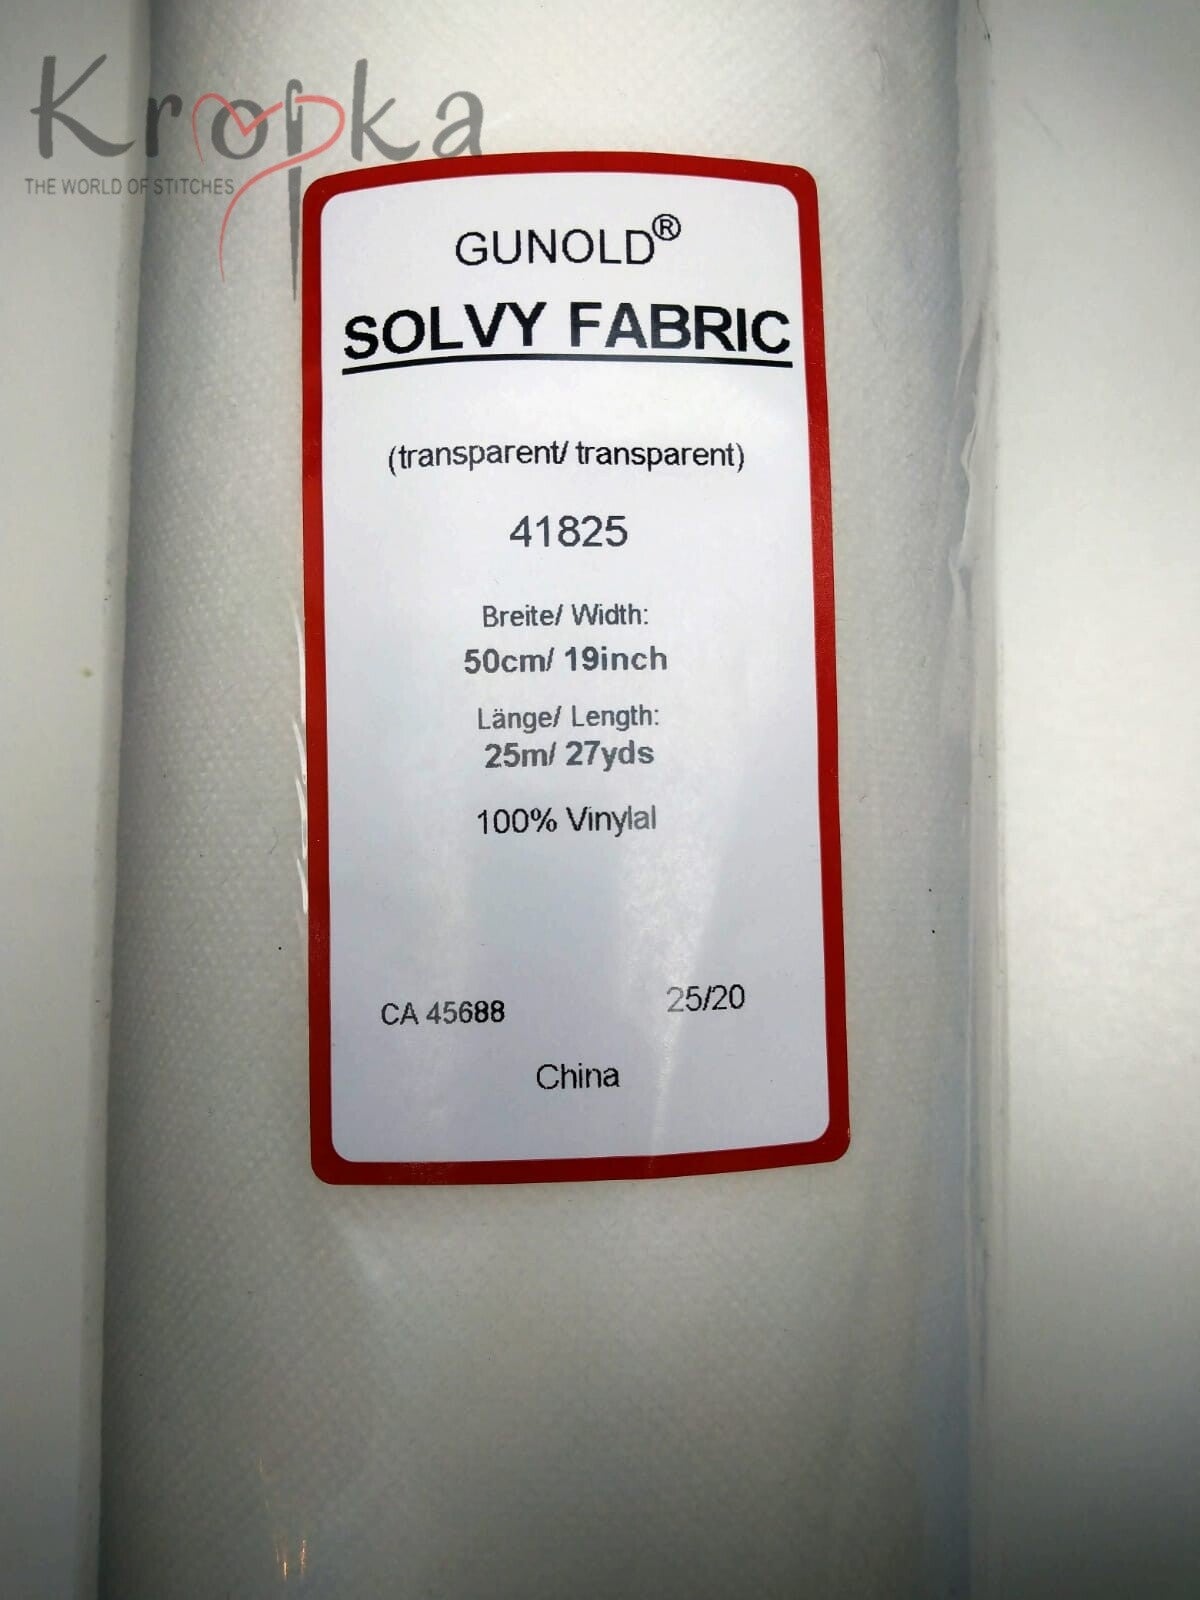 Kropka
THE WORLD OF STITCHES
GUNOLD®
SOLVY FABRIC
(transparent/ transparent)
41825
Breite/ Width:
50cm/ 19inch
Länge/ Length:
25m/ 27yds
100% Vinylal
CA 45688 25/20
China